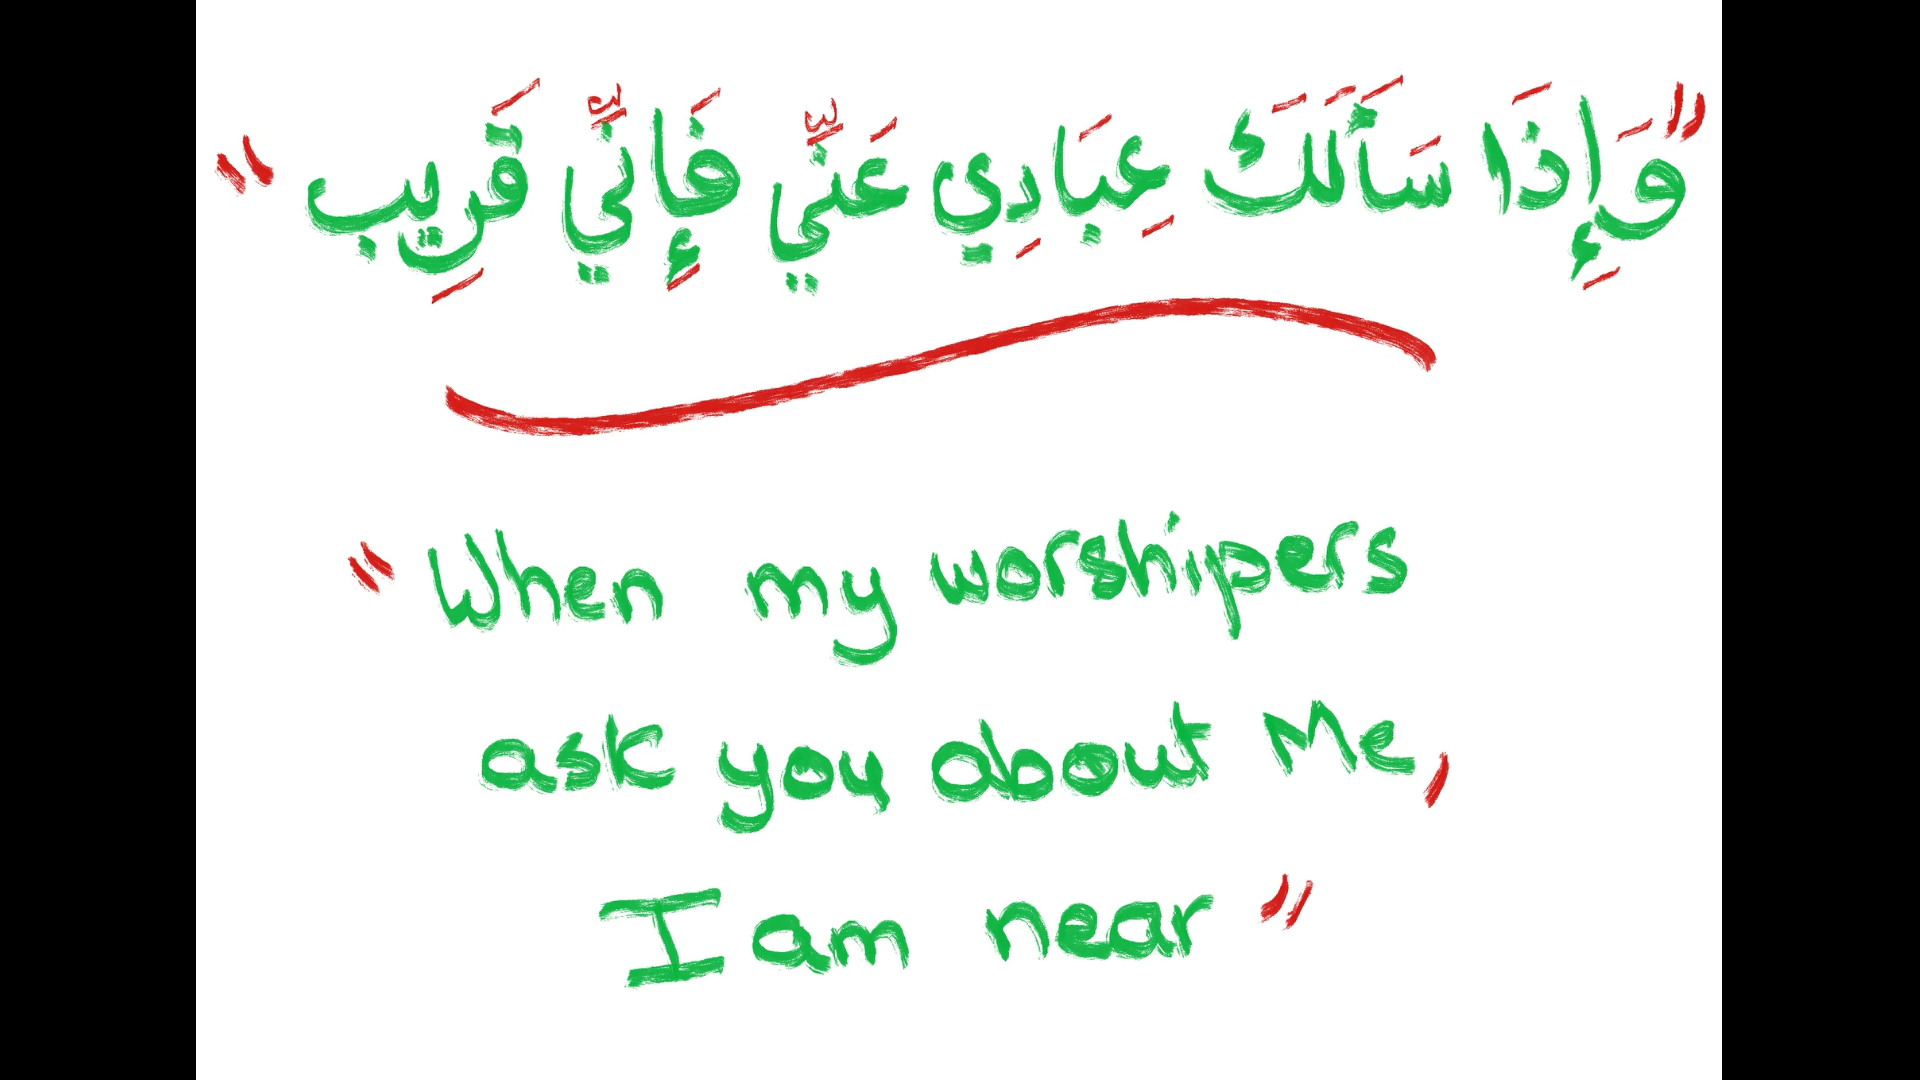 "وَإِذَا سَأَلَكَ عِبَادِي عَنِّي فَإِنِّي قَرِيب"
"When my worshipers
ask you about Me,
I am near"